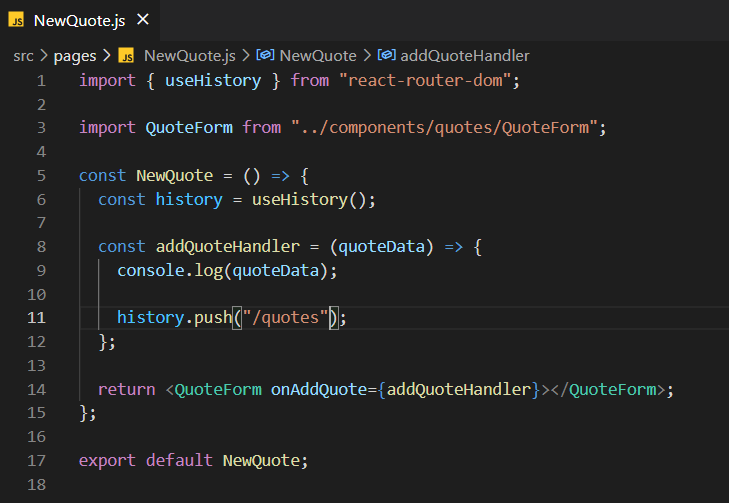 JS NewQuote.js ×
src > pages > JS NewQuote.js > NewQuote > addQuoteHandler
1 import { useHistory } from "react-router-dom";
2
3 import QuoteForm from "../components/quotes/QuoteForm";
4
5 const NewQuote = () => {
6   const history = useHistory();
7
8   const addQuoteHandler = (quoteData) => {
9     console.log(quoteData);
10
11     history.push("/quotes");
12   };
13
14   return <QuoteForm onAddQuote={addQuoteHandler}></QuoteForm>;
15 };
16
17 export default NewQuote;
18